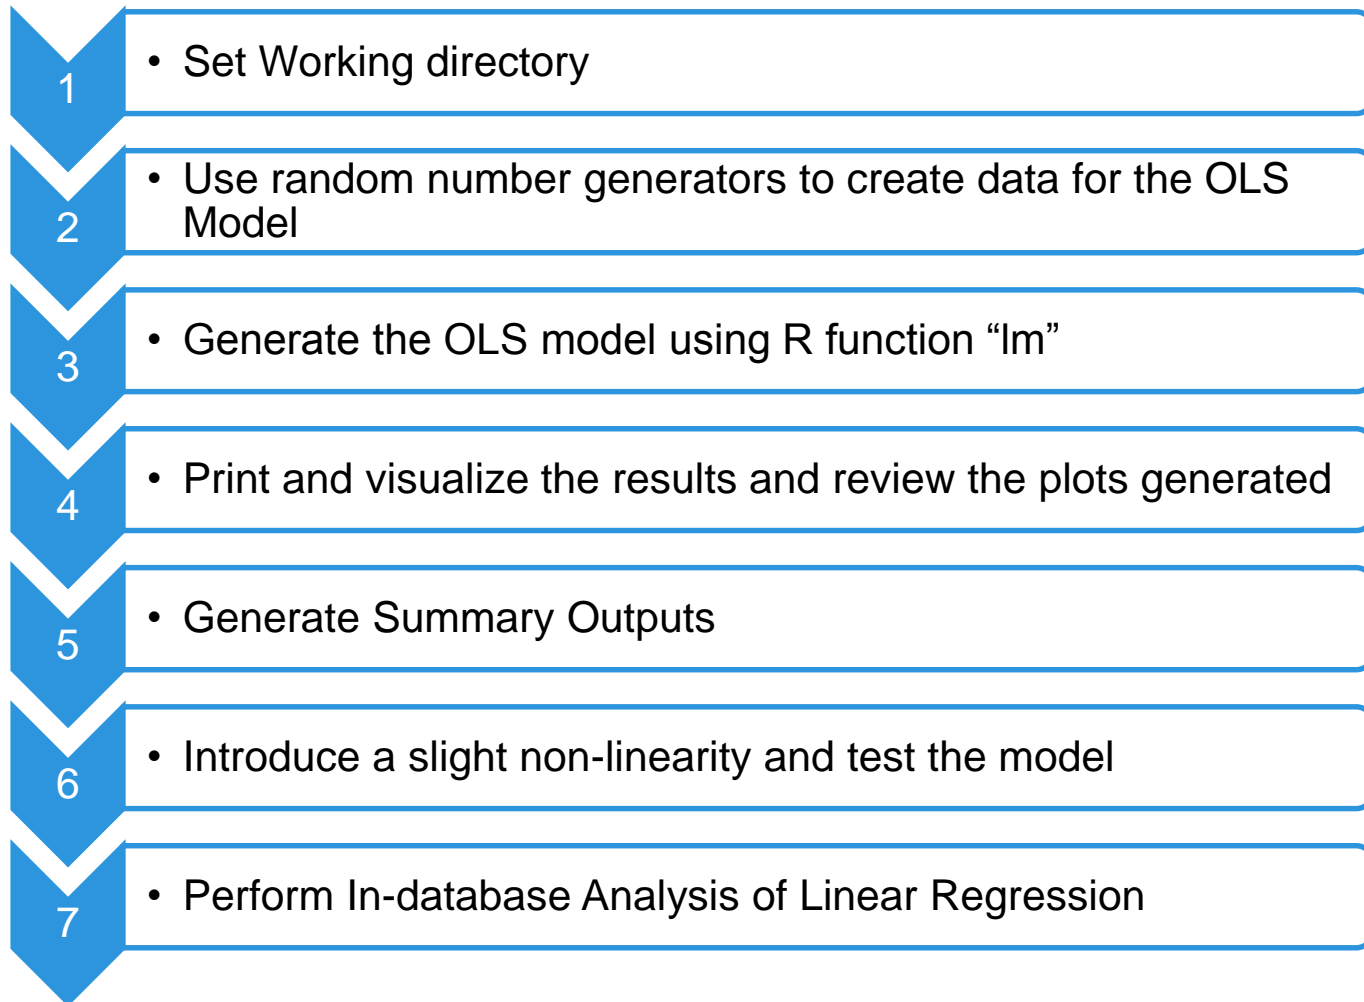 1
• Set Working directory
2
• Use random number generators to create data for the OLS
Model
3
• Generate the OLS model using R function “lm”
4
• Print and visualize the results and review the plots generated
5
• Generate Summary Outputs
6
• Introduce a slight non-linearity and test the model
7
• Perform In-database Analysis of Linear Regression